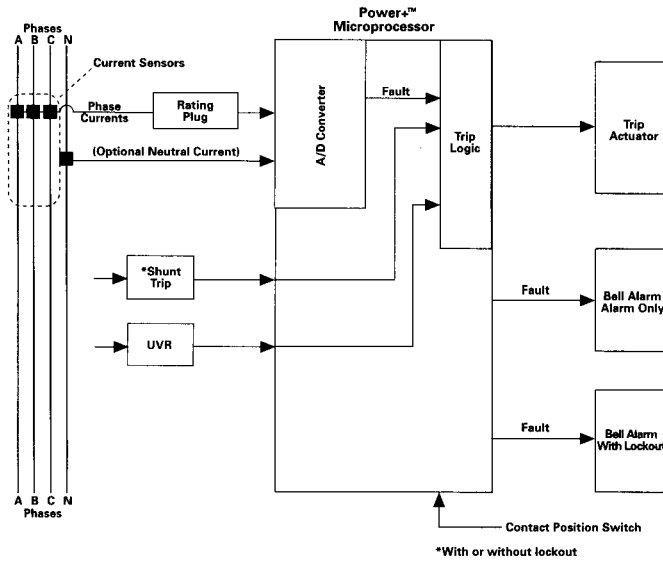 Power+™
Microprocessor
Phases
A B C N
Current Sensors
Phase
Currents
Rating
Plug
A/D Converter
Fault
Trip
Logic
Trip
Actuator
(Optional Neutral Current)
*Shunt
Trip
Fault
Bell Alarm
Alarm Only
UVR
Fault
Bell Alarm
With Lockout
A B C N
Phases
Contact Position Switch
*With or without lockout